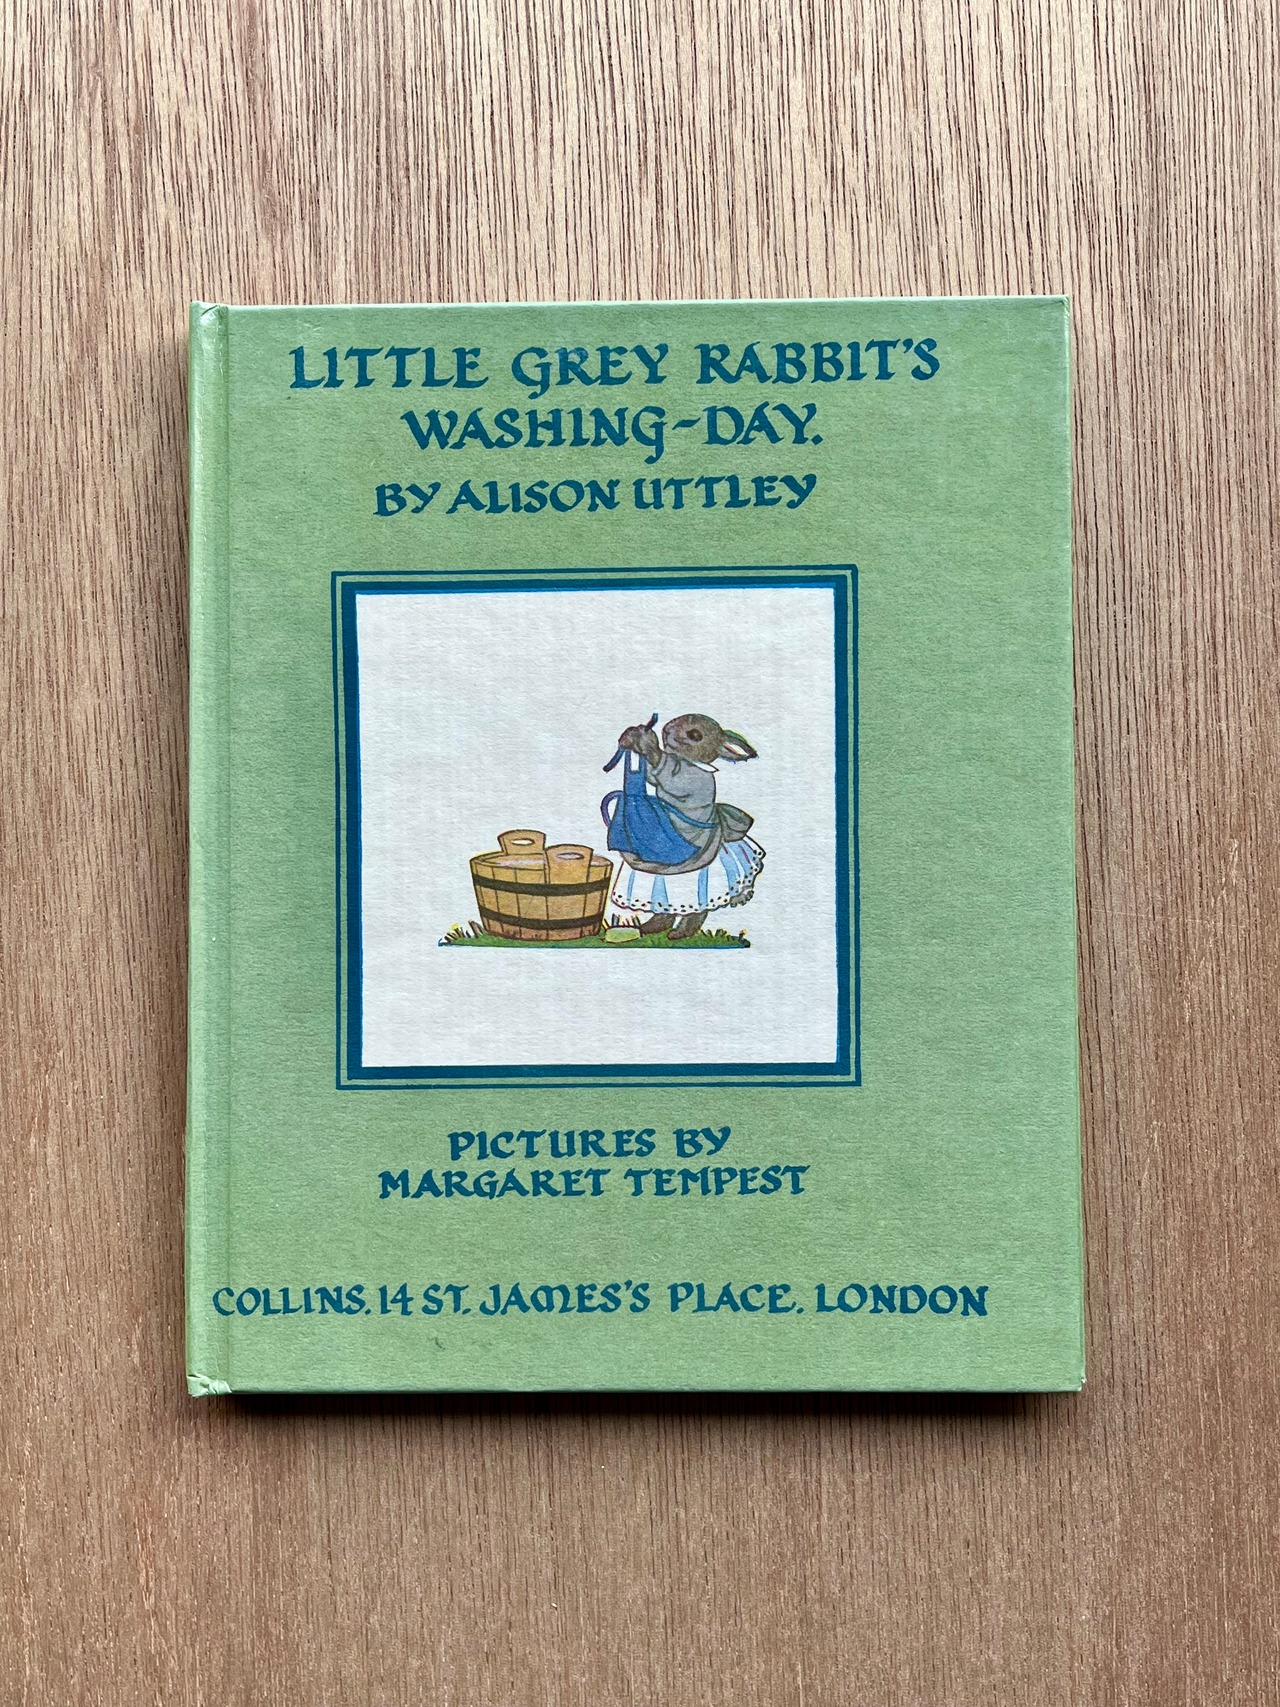 LITTLE GREY RABBIT'S
WASHING-DAY.
BY ALISON UTTLEY
PICTURES BY
MARGARET TEMPEST
COLLINS. 14 ST. JAMES'S PLACE. LONDON